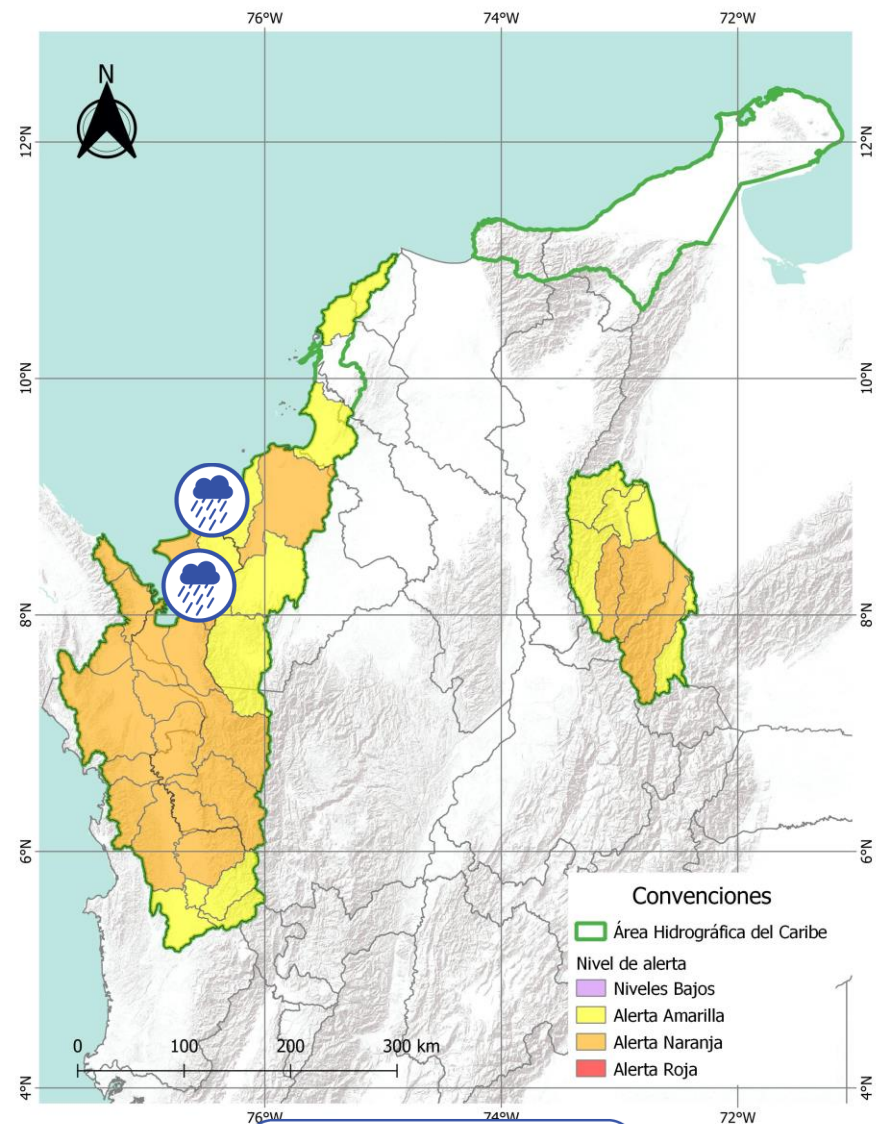 76°W 74°W 72°W
N
12°N 12°N
10°N 10°N
8°N 8°N
6°N 6°N
Convenciones
Área Hidrográfica del Caribe
Nivel de alerta
Niveles Bajos
Alerta Amarilla
Alerta Naranja
Alerta Roja
0 100 200 300 km
4°N 4°N
76°W 74°W 72°W